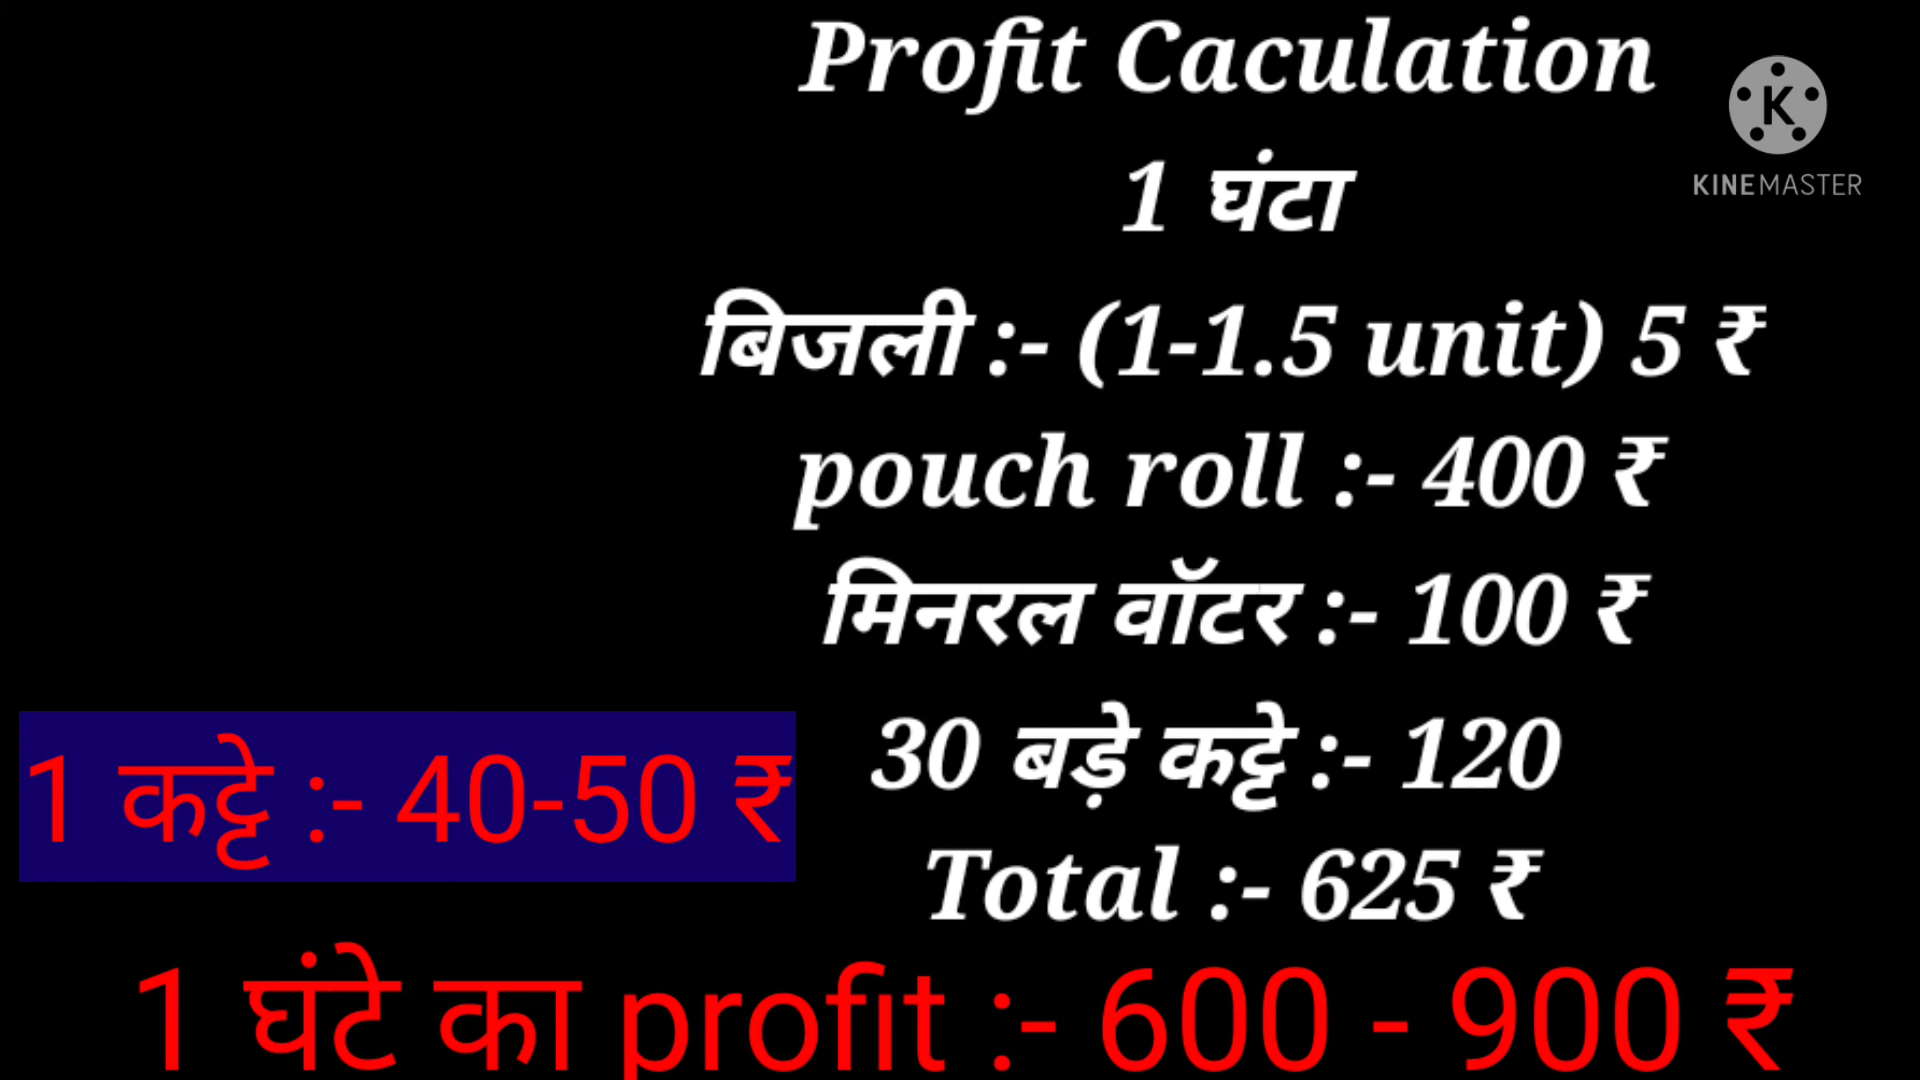 Profit Caculation
K
KINEMASTER
1 घंटा
बिजली :- (1-1.5 unit) 5 ₹
pouch roll :- 400 ₹
मिनरल वॉटर :- 100 ₹
30 बड़े कट्टे :- 120
1 कट्टे :- 40-50 ₹
Total :- 625 ₹
1 घंटे का profit :- 600 - 900 ₹